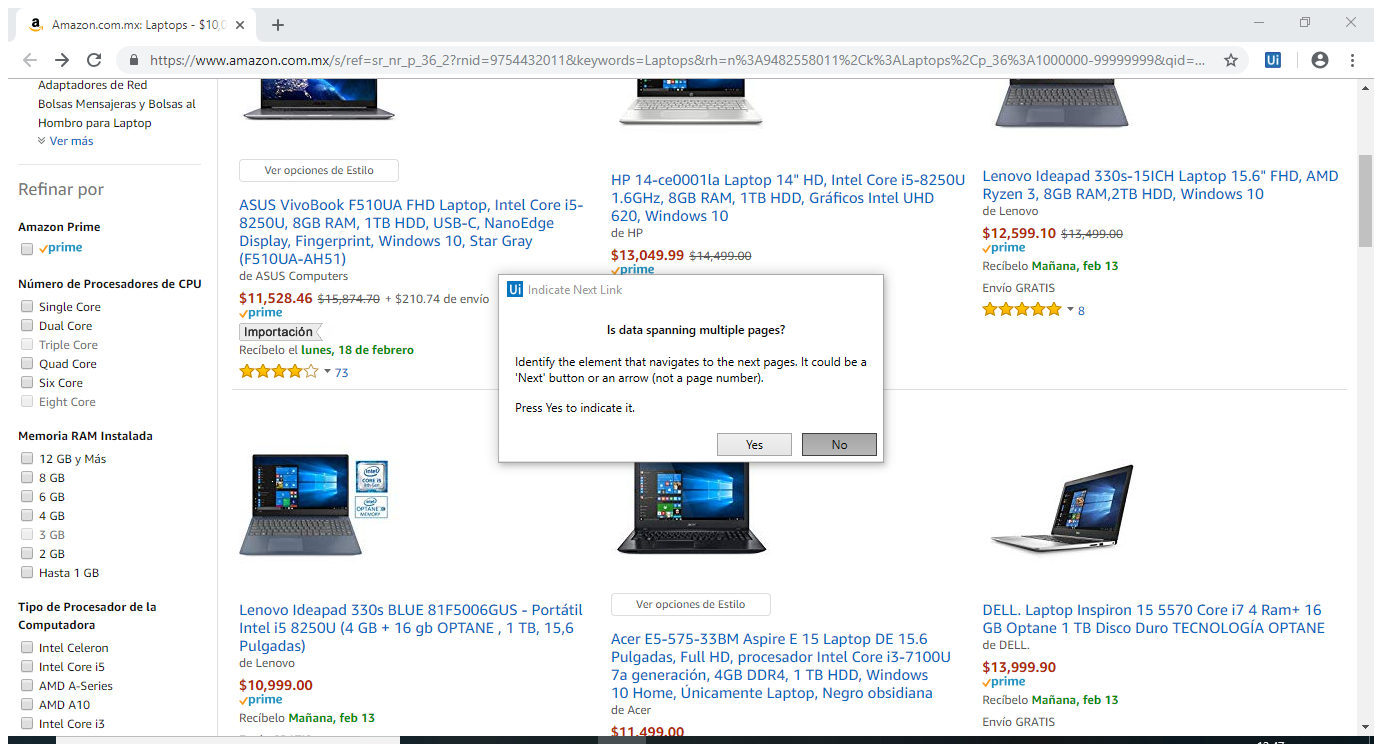 Amazon.com.mx: Laptops - $10,0
https://www.amazon.com.mx/s/ref=sr_nr_p_36_2?rnid=9754432011&keywords=Laptops&rh=n%3A9482558011%2Ck%3ALaptops%2Cp_36%3A1000000-99999999&qid=...
Ui
Adaptadores de Red
Bolsas Mensajeras y Bolsas al
Hombro para Laptop
Ver más
Refinar por
Amazon Prime
prime
Número de Procesadores de CPU
Single Core
Dual Core
Triple Core
Quad Core
Six Core
Eight Core
Memoria RAM Instalada
12 GB y Más
8 GB
6 GB
4 GB
3 GB
2 GB
Hasta 1 GB
Tipo de Procesador de la
Computadora
Intel Celeron
Intel Core i5
AMD A-Series
AMD A10
Intel Core i3
Ver opciones de Estilo
ASUS VivoBook F510UA FHD Laptop, Intel Core i5-
8250U, 8GB RAM, 1TB HDD, USB-C, NanoEdge
Display, Fingerprint, Windows 10, Star Gray
(F510UA-AH51)
de ASUS Computers
$11,528.46 $15,874.70 + $210.74 de envío
prime
Importación
Recíbelo el lunes, 18 de febrero
73
HP 14-ce0001la Laptop 14" HD, Intel Core i5-8250U
1.6GHz, 8GB RAM, 1TB HDD, Gráficos Intel UHD
620, Windows 10
de HP
$13,049.99 $14,499.00
prime
Lenovo Ideapad 330s-15ICH Laptop 15.6" FHD, AMD
Ryzen 3, 8GB RAM,2TB HDD, Windows 10
de Lenovo
$12,599.10 $13,499.00
prime
Recíbelo Mañana, feb 13
Envío GRATIS
8
Ui Indicate Next Link
Is data spanning multiple pages?
Identify the element that navigates to the next pages. It could be a
'Next' button or an arrow (not a page number).
Press Yes to indicate it.
Yes No
intel
CORE i5
8th Gen
intel
OPTANE
MEMORY
Lenovo Ideapad 330s BLUE 81F5006GUS - Portátil
Intel i5 8250U (4 GB + 16 gb OPTANE , 1 TB, 15,6
Pulgadas)
de Lenovo
$10,999.00
prime
Recíbelo Mañana, feb 13
Ver opciones de Estilo
Acer E5-575-33BM Aspire E 15 Laptop DE 15.6
Pulgadas, Full HD, procesador Intel Core i3-7100U
7a generación, 4GB DDR4, 1 TB HDD, Windows
10 Home, Únicamente Laptop, Negro obsidiana
de Acer
$11,499.00
DELL. Laptop Inspiron 15 5570 Core i7 4 Ram+ 16
GB Optane 1 TB Disco Duro TECNOLOGÍA OPTANE
de DELL.
$13,999.90
prime
Recíbelo Mañana, feb 13
Envío GRATIS